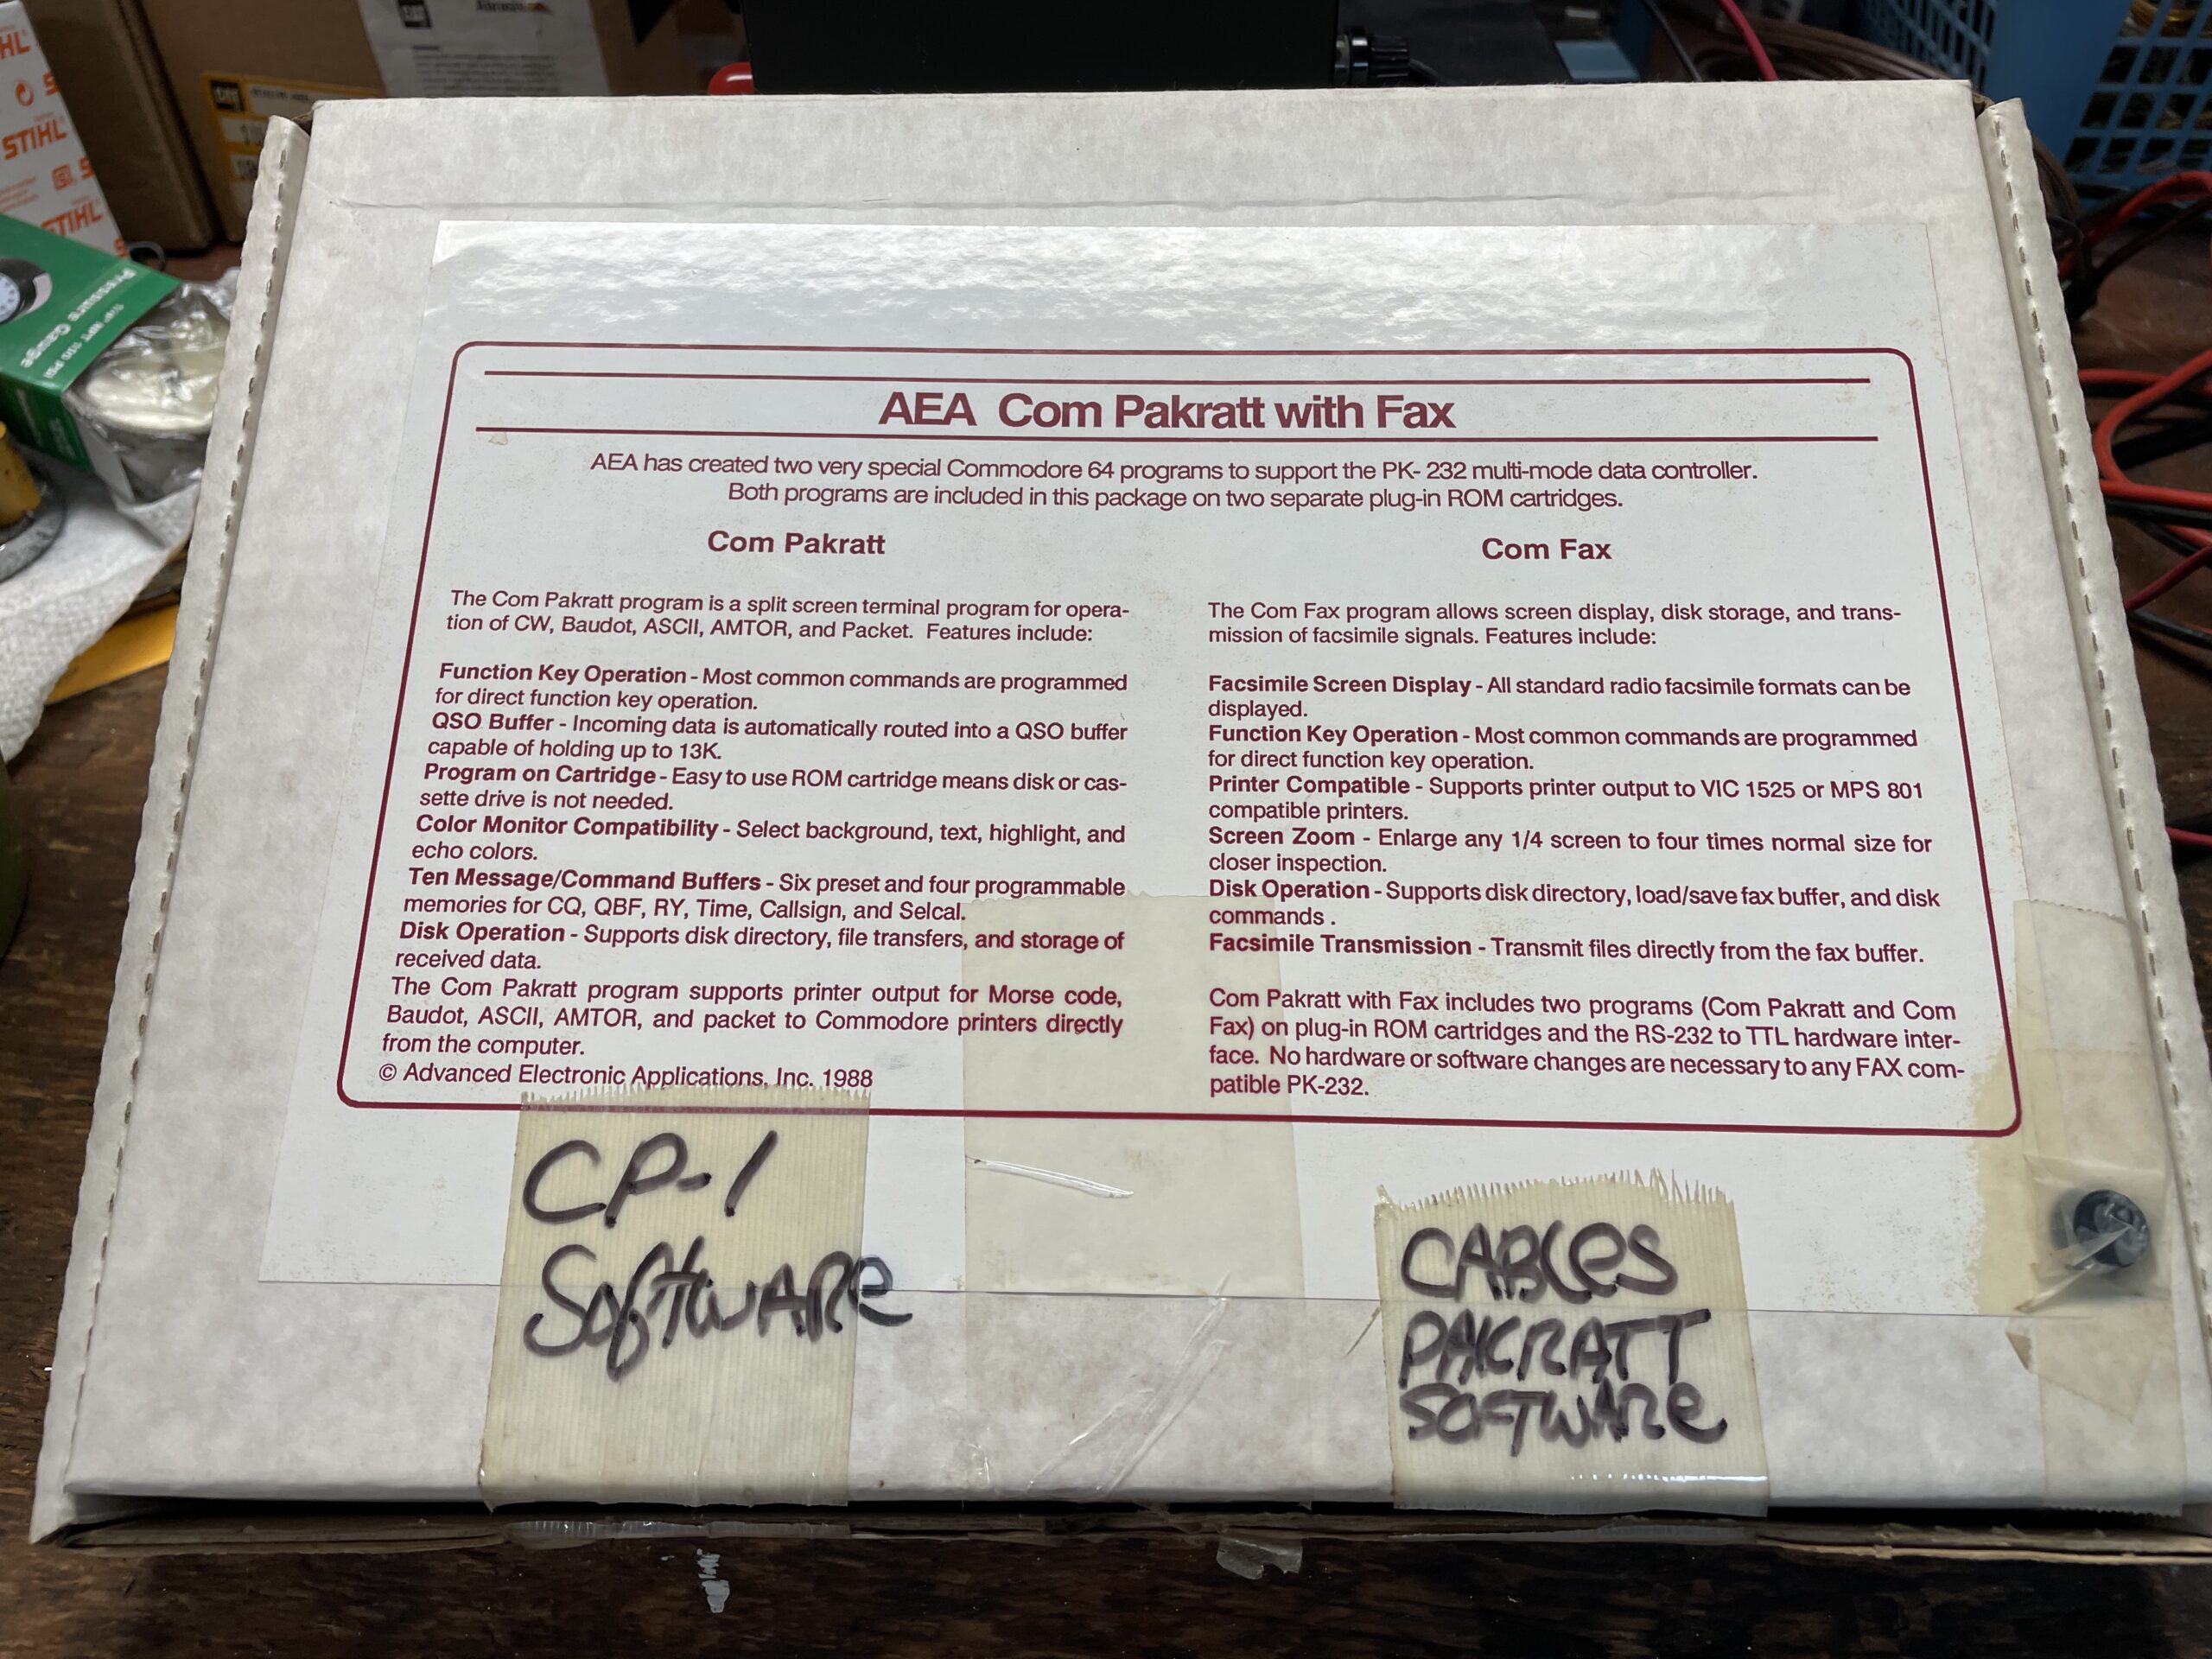 AEA Com Pakratt with Fax
AEA has created two very special Commodore 64 programs to support the PK- 232 multi-mode data controller.
Both programs are included in this package on two separate plug-in ROM cartridges.
Com Pakratt
The Com Pakratt program is a split screen terminal program for opera-
tion of CW, Baudot, ASCII, AMTOR, and Packet. Features include:
Function Key Operation - Most common commands are programmed
for direct function key operation.
QSO Buffer - Incoming data is automatically routed into a QSO buffer
capable of holding up to 13K.
Program on Cartridge - Easy to use ROM cartridge means disk or cas-
sette drive is not needed.
Color Monitor Compatibility - Select background, text, highlight, and
echo colors.
Ten Message/Command Buffers - Six preset and four programmable
memories for CQ, QBF, RY, Time, Callsign, and Selcal.
Disk Operation - Supports disk directory, file transfers, and storage of
received data.
The Com Pakratt program supports printer output for Morse code,
Baudot, ASCII, AMTOR, and packet to Commodore printers directly
from the computer.
© Advanced Electronic Applications, Inc. 1988
Com Fax
The Com Fax program allows screen display, disk storage, and trans-
mission of facsimile signals. Features include:
Facsimile Screen Display - All standard radio facsimile formats can be
displayed.
Function Key Operation - Most common commands are programmed
for direct function key operation.
Printer Compatible - Supports printer output to VIC 1525 or MPS 801
compatible printers.
Screen Zoom - Enlarge any 1/4 screen to four times normal size for
closer inspection.
Disk Operation - Supports disk directory, load/save fax buffer, and disk
commands .
Facsimile Transmission - Transmit files directly from the fax buffer.
Com Pakratt with Fax includes two programs (Com Pakratt and Com
Fax) on plug-in ROM cartridges and the RS-232 to TTL hardware inter-
face. No hardware or software changes are necessary to any FAX com-
patible PK-232.
CP-1
Software
CABLES
PAKRATT
SOFTWARe
STIHL
STIHL
Pressure Gauge